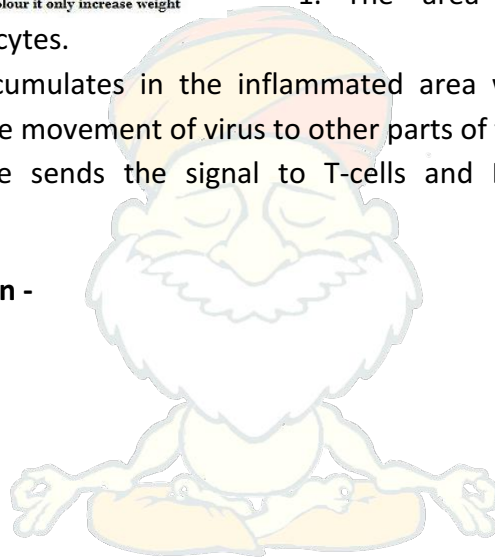 olour it only increase weight
1. The area
cytes.
cumulates in the inflammated area
e movement of virus to other parts of
e sends the signal to T-cells and
n -